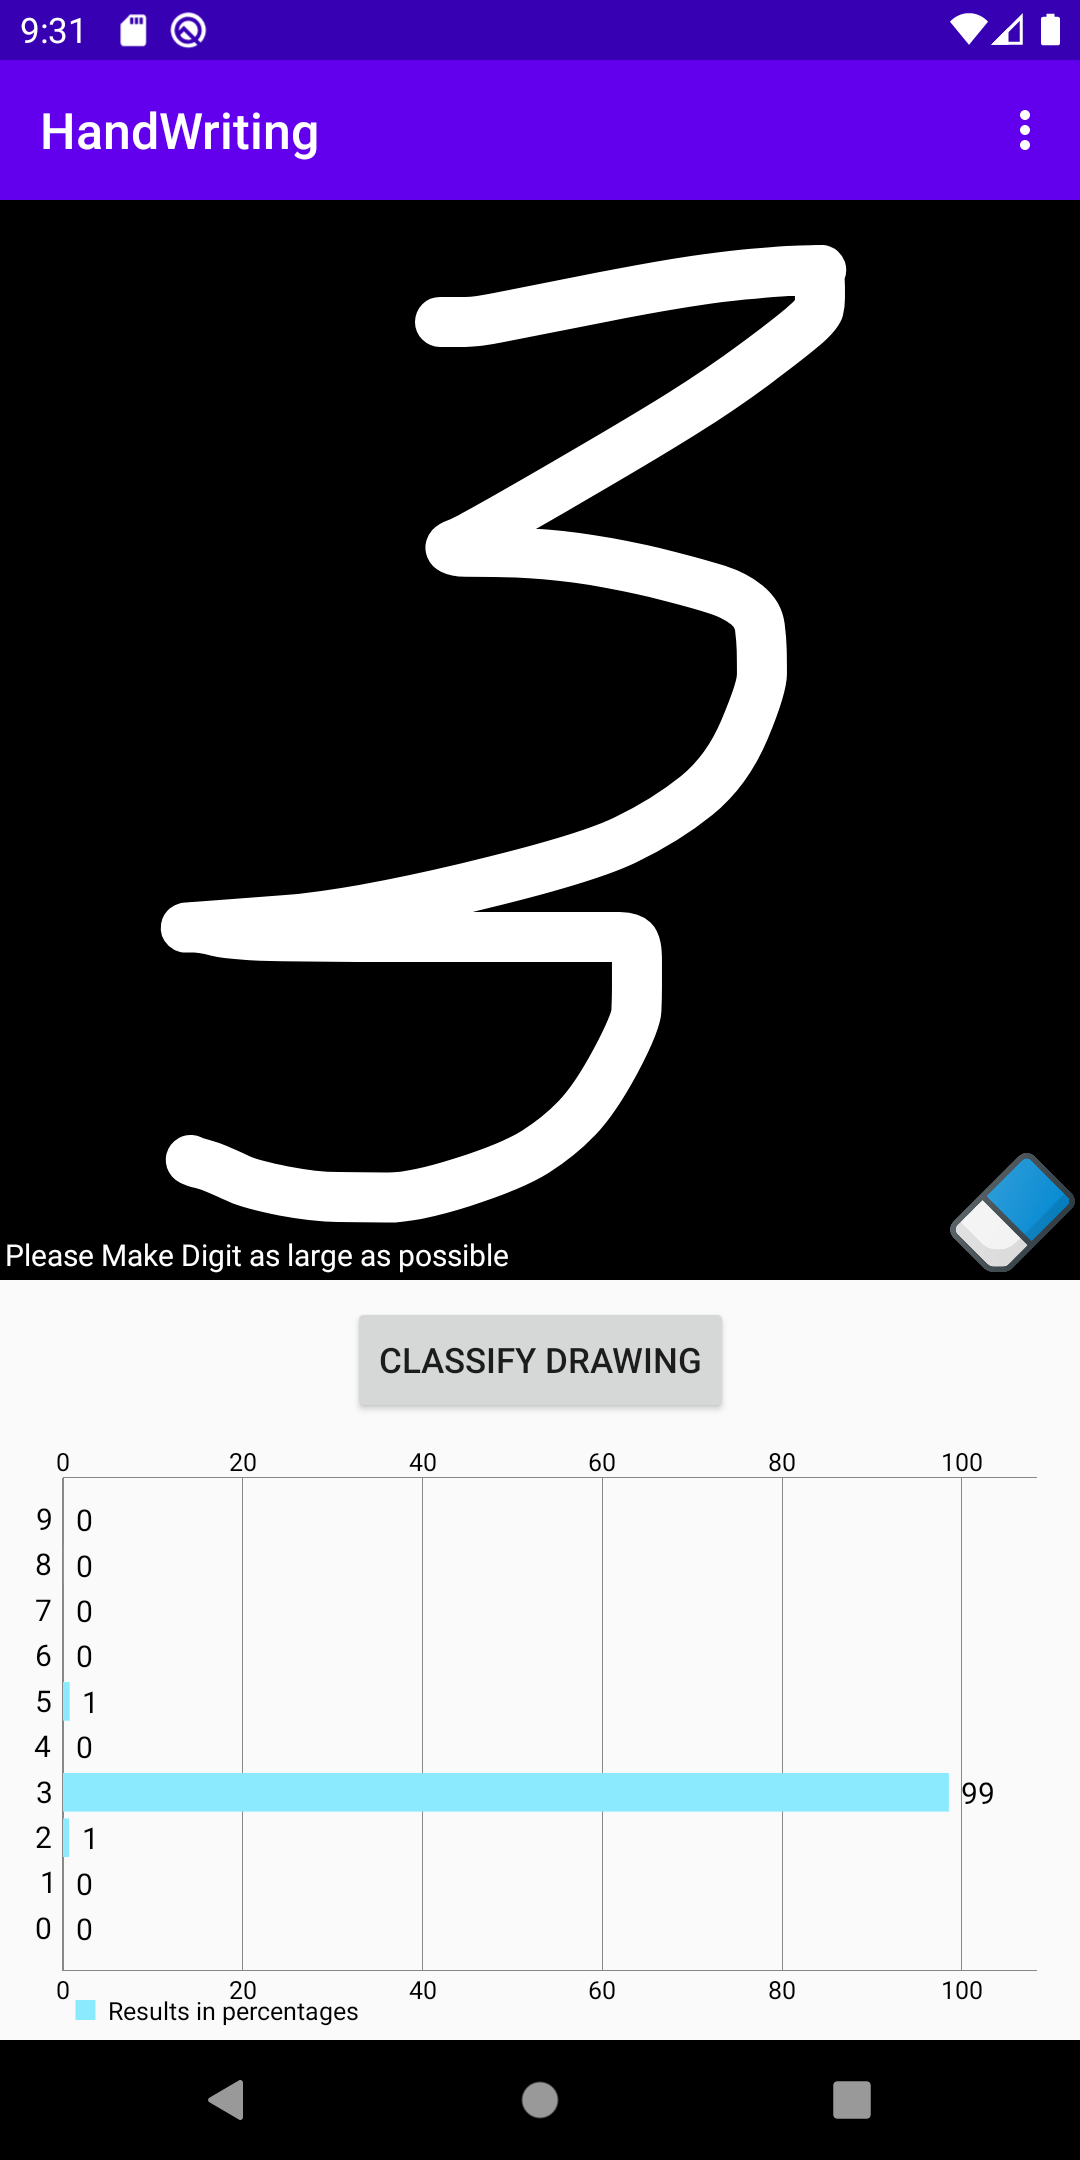 9:31
HandWriting
Please Make Digit as large as possible
CLASSIFY DRAWING
0 20 40 60 80 100
9 0
8 0
7 0
6 0
5 1
4 0
3 99
2 1
1 0
0 0
0 20 40 60 80 100
Results in percentages